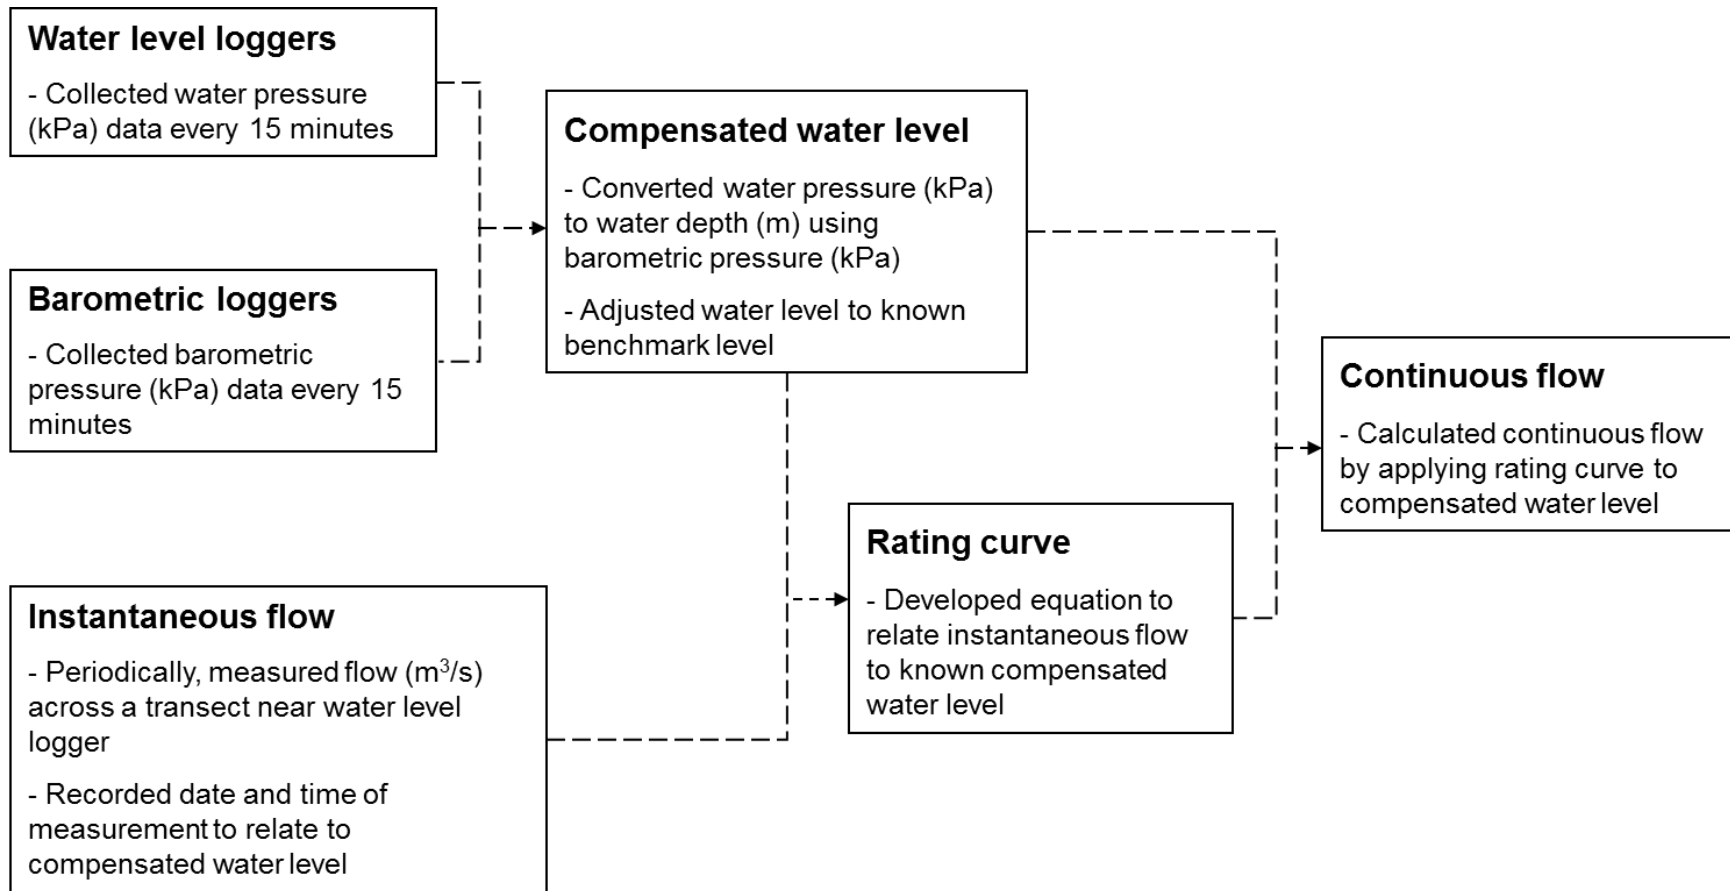 Water level loggers
- Collected water pressure
(kPa) data every 15 minutes
Barometric loggers
- Collected barometric
pressure (kPa) data every 15
minutes
Instantaneous flow
- Periodically, measured flow (m³/s)
across a transect near water level
logger
- Recorded date and time of
measurement to relate to
compensated water level
Compensated water level
- Converted water pressure (kPa)
to water depth (m) using
barometric pressure (kPa)
- Adjusted water level to known
benchmark level
Rating curve
- Developed equation to
relate instantaneous flow
to known compensated
water level
Continuous flow
- Calculated continuous flow
by applying rating curve to
compensated water level